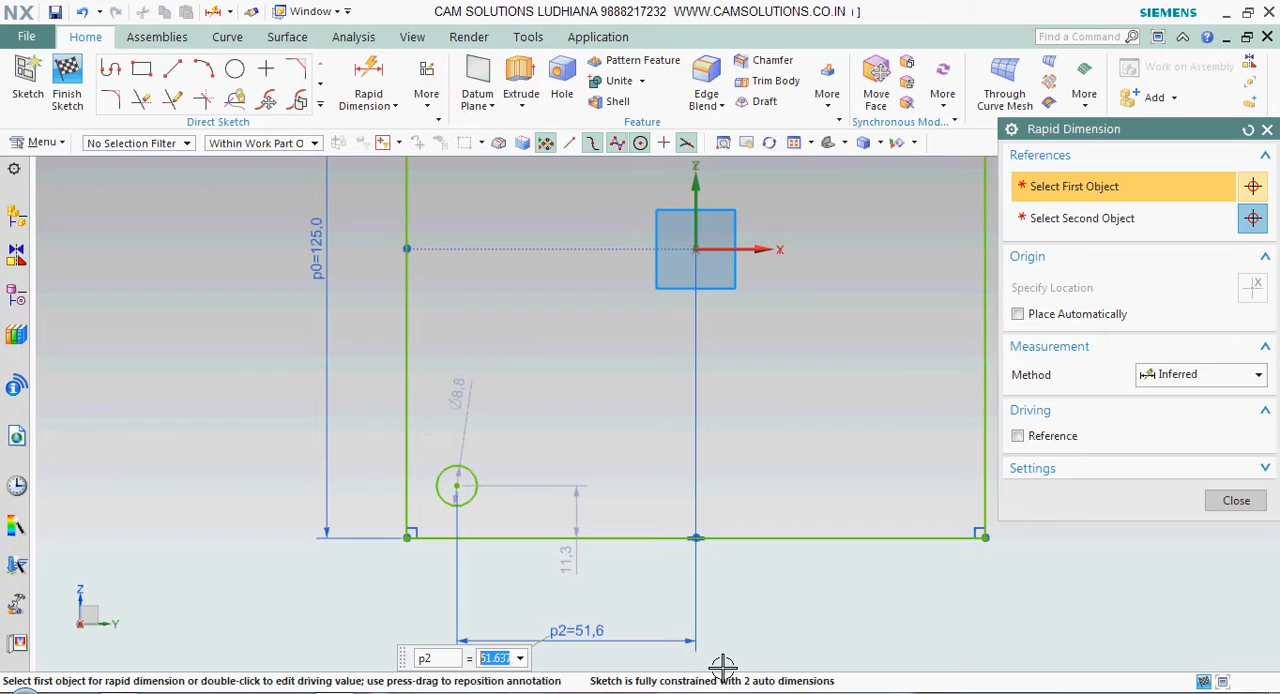 NX
Window
CAM SOLUTIONS LUDHIANA 9888217232 WWW.CAMSOLUTIONS.CO.IN ı ]
SIEMENS
File
Home
Assemblies
Curve
Surface
Analysis
View
Render
Tools
Application
Find a Command
Sketch
Finish Sketch
Rapid Dimension
More
Direct Sketch
Datum Plane
Extrude
Hole
Pattern Feature
Unite
Shell
Edge Blend
Chamfer
Trim Body
Draft
More
Feature
Move Face
More
Synchronous Mod...
Through Curve Mesh
More
Work on Assembly
Add
Menu
No Selection Filter
Within Work Part O
Rapid Dimension
References
* Select First Object
* Select Second Object
Origin
Specify Location
Place Automatically
Measurement
Method
Inferred
Driving
Reference
Settings
Close
Z
X
p0=125,0
Ø8,8
11,3
p2=51,6
Z
Y
p2 = 51.637
Select first object for rapid dimension or double-click to edit driving value; use press-drag to reposition annotation
Sketch is fully constrained with 2 auto dimensions